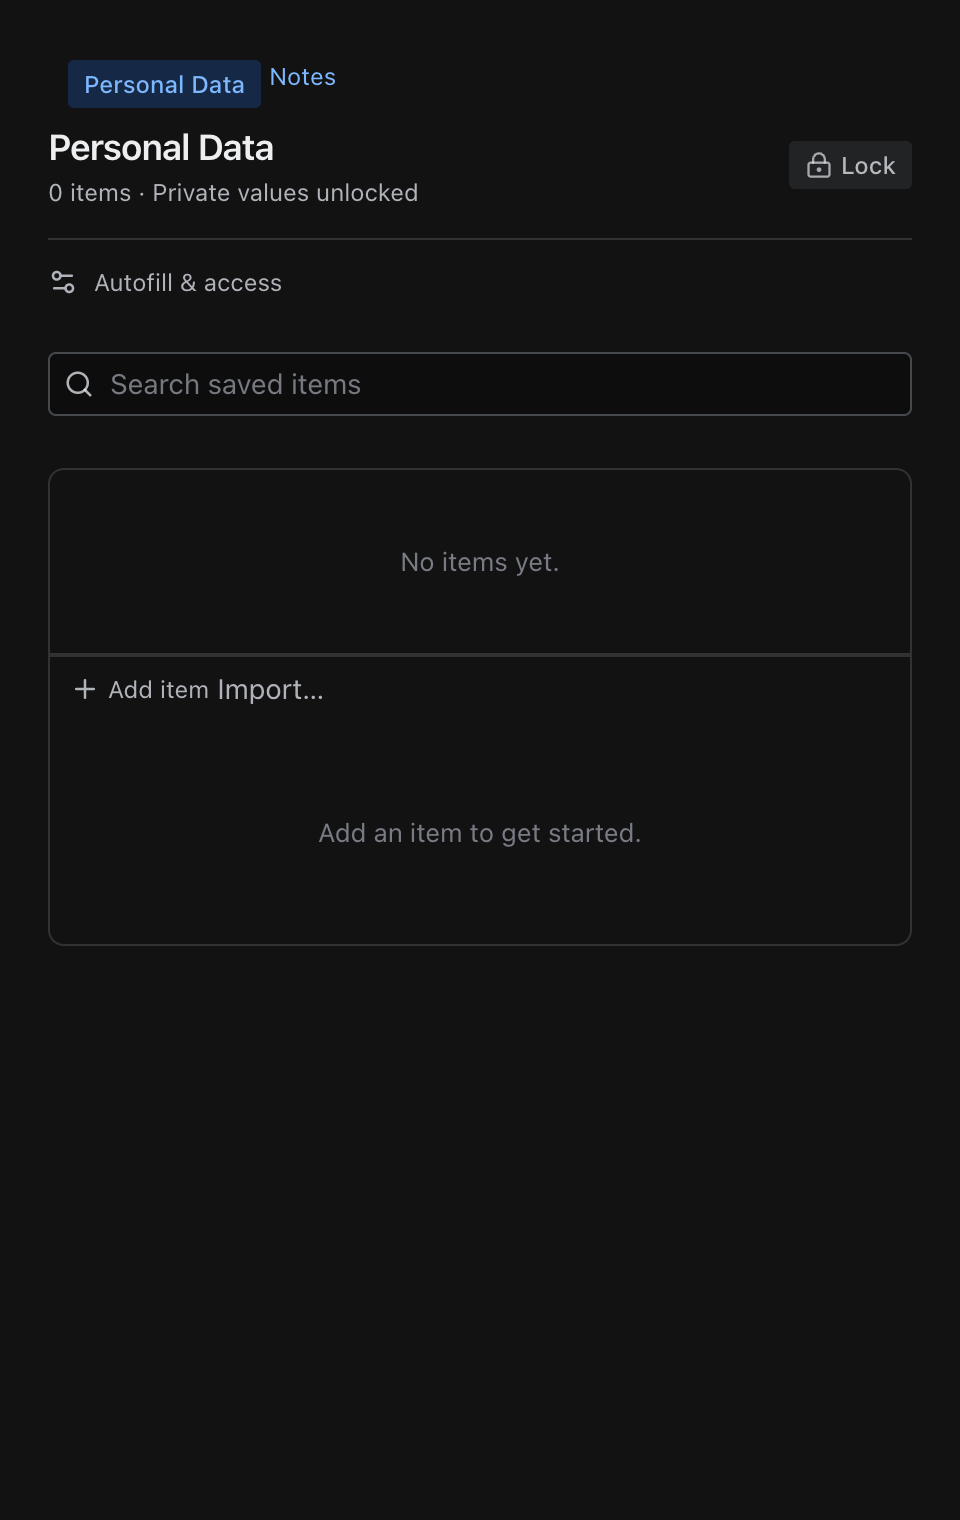 Personal Data Notes
Personal Data
0 items · Private values unlocked
Lock
Autofill & access
Search saved items
No items yet.
Add item Import...
Add an item to get started.